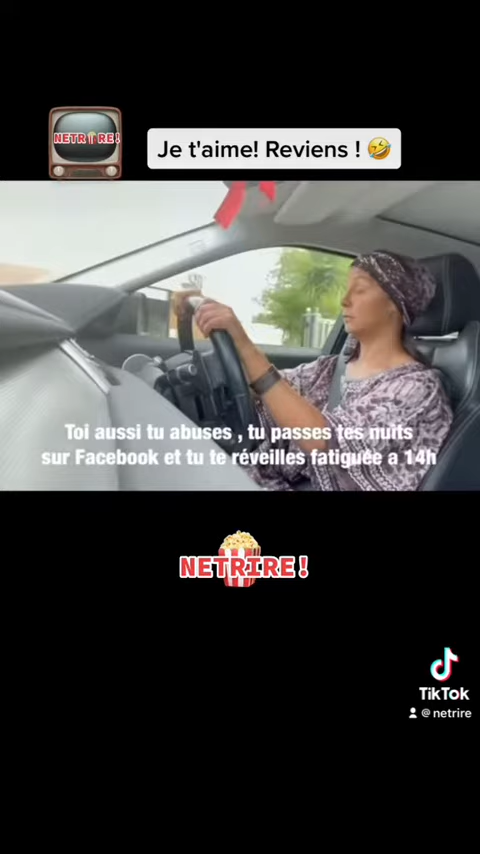 NETRIRE!
Je t'aime! Reviens ! 🤣
Toi aussi tu abuses , tu passes tes nuits
sur Facebook et tu te réveilles fatiguée a 14h
NETRIRE!
TikTok
@ netrire